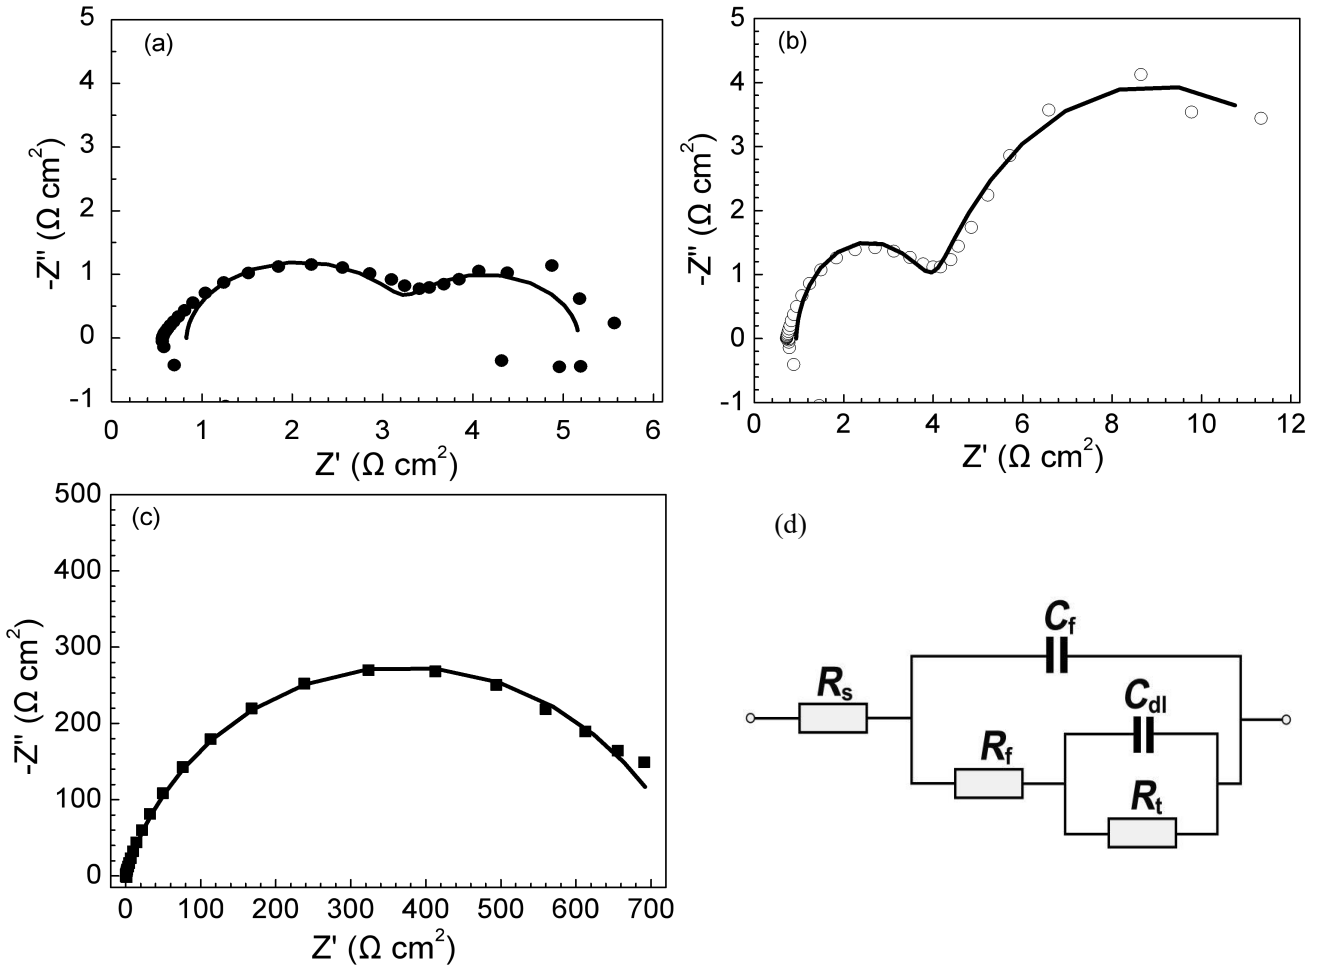 (a)
5
4
3
2
1
0
-1
0 1 2 3 4 5 6
-Z" (Ω cm²)
Z' (Ω cm²)
(b)
5
4
3
2
1
0
-1
0 2 4 6 8 10 12
-Z" (Ω cm²)
Z' (Ω cm²)
(c)
500
400
300
200
100
0
0 100 200 300 400 500 600 700
-Z" (Ω cm²)
Z' (Ω cm²)
(d)
Cf
Rs
Cdl
Rf
Rt